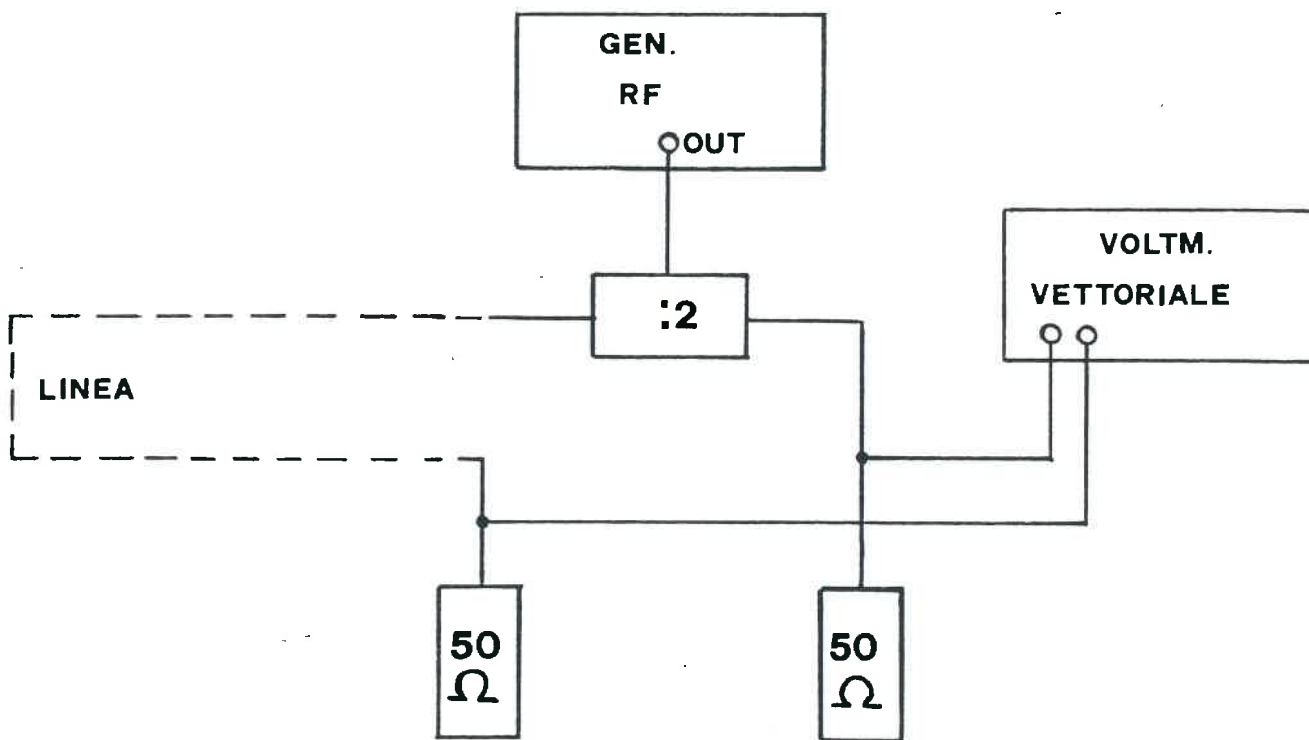 GEN.
RF
OUT
:2
VOLTM.
VETTORIALE
LINEA
50
Ω
50
Ω